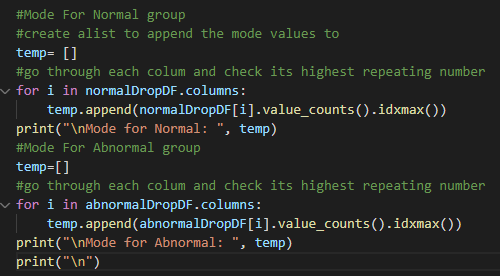 #Mode For Normal group
#create alist to append the mode values to
temp= []
#go through each colum and check its highest repeating number
for i in normalDropDF.columns:
    temp.append(normalDropDF[i].value_counts().idxmax())
print("\nMode for Normal: ", temp)
#Mode For Abnormal group
temp=[]
#go through each colum and check its highest repeating number
for i in abnormalDropDF.columns:
    temp.append(abnormalDropDF[i].value_counts().idxmax())
print("\nMode for Abnormal: ", temp)
print("\n")